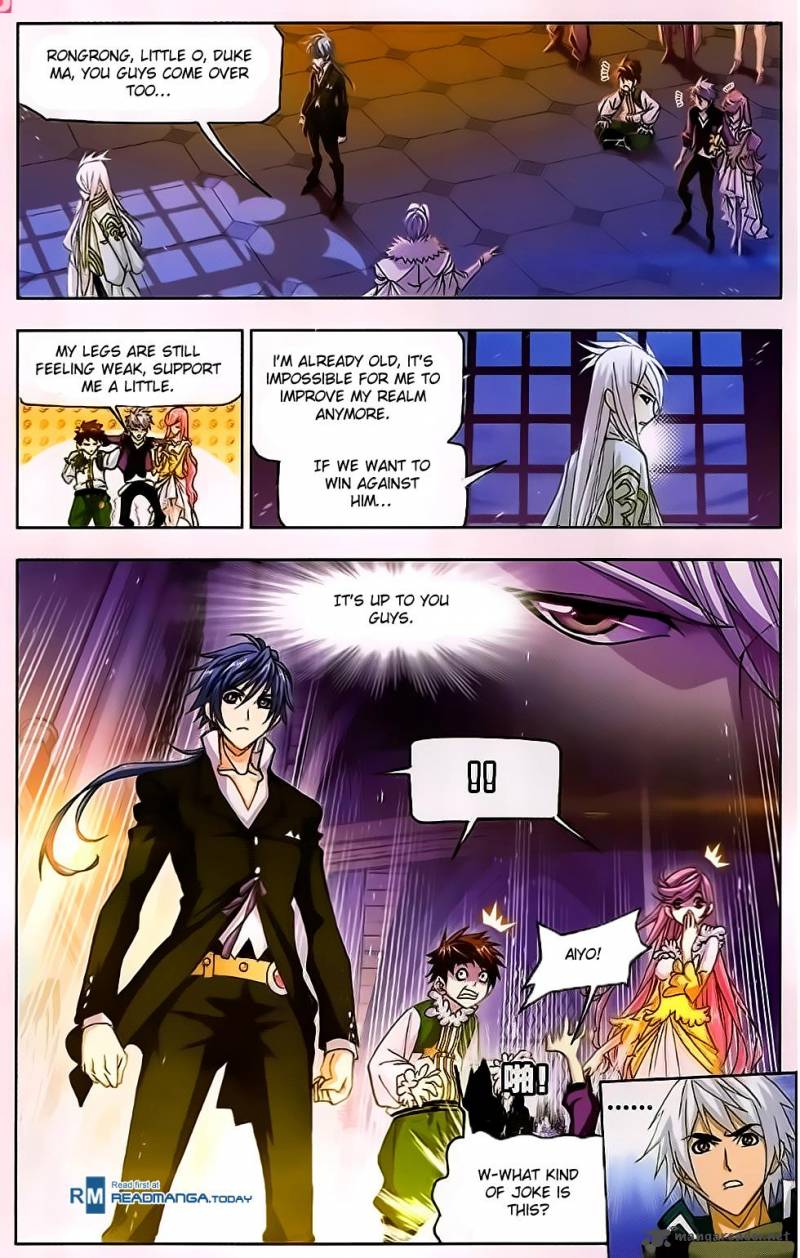 RONGRONG, LITTLE O, DUKE
MA, YOU GUYS COME OVER
TOO...
MY LEGS ARE STILL
FEELING WEAK, SUPPORT
ME A LITTLE.
I'M ALREADY OLD, IT'S
IMPOSSIBLE FOR ME TO
IMPROVE MY REALM
ANYMORE.
IF WE WANT TO
WIN AGAINST
HIM...
IT'S UP TO YOU
GUYS.
!!
AIYO!
啪!
......
W-WHAT KIND
OF JOKE IS
THIS?
RM
Read first at
READMANGA.TODAY